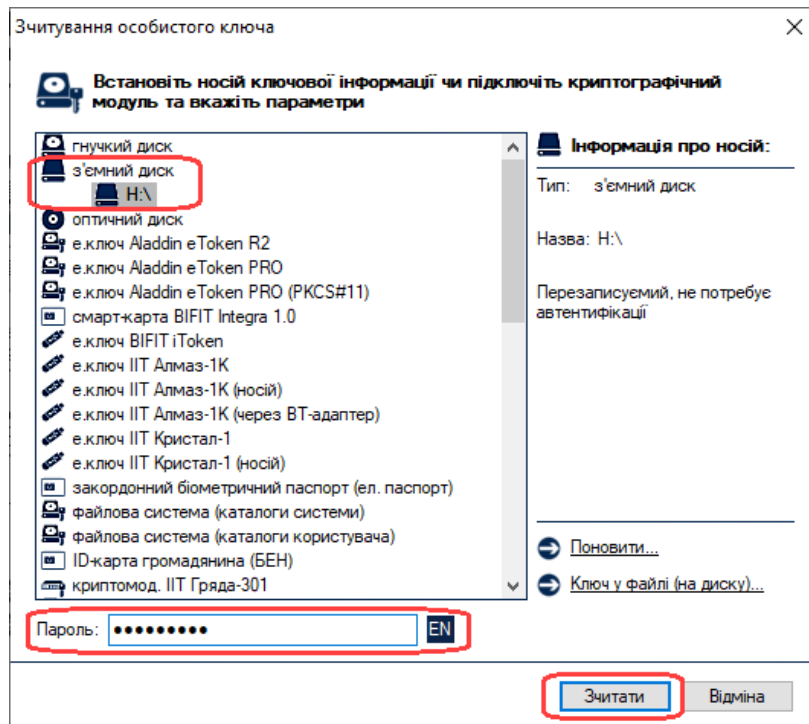 Зчитування особистого ключа
Встановіть носій ключової інформації чи підключіть криптографічний
модуль та вкажіть параметри
гнучкий диск
з'ємний диск
H:\
оптичний диск
е.ключ Aladdin eToken R2
е.ключ Aladdin eToken PRO
е.ключ Aladdin eToken PRO (PKCS#11)
смарт-карта BIFIT Integra 1.0
е.ключ BIFIT iToken
е.ключ ІІТ Алмаз-1К
е.ключ ІІТ Алмаз-1К (носій)
е.ключ ІІТ Алмаз-1К (через BT-адаптер)
е.ключ ІІТ Кристал-1
е.ключ ІІТ Кристал-1 (носій)
закордонний біометричний паспорт (ел. паспорт)
файлова система (каталоги системи)
файлова система (каталоги користувача)
ID-карта громадянина (БЕН)
криптомод. ІІТ Гряда-301
Інформація про носій:
Тип: з'ємний диск
Назва: H:\
Перезаписуємий, не потребує
автентифікації
Поновити...
Ключ у файлі (на диску)...
Пароль: ●●●●●●●●● EN
Зчитати Відміна